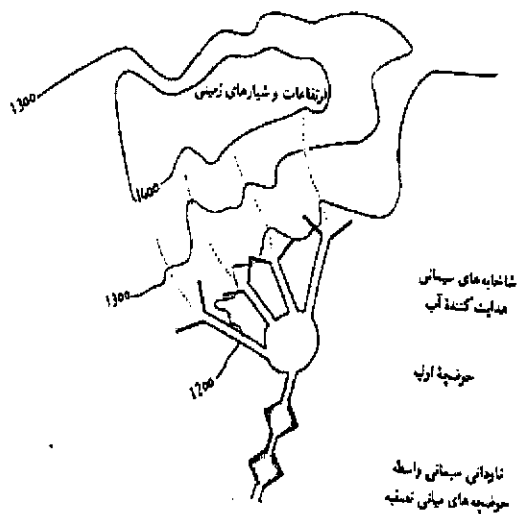 1300
ارتفاعات و شیارهای زمینی
1400
1300
شاخابه‌های سیمانی
هدایت کنندهٔ آب
1200
حوضچهٔ اولیه
ناودانی سیمانی واسطه
حوضچه‌های میانی تصفیه